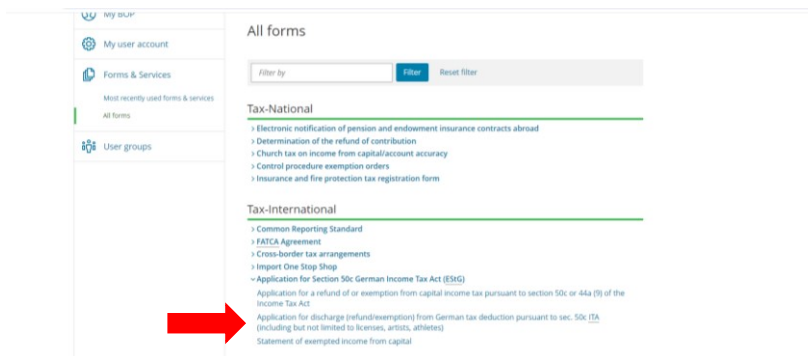 My BOP
All forms
My user account
Forms & Services
Filter by
Filter
Reset filter
Most recently used forms & services
All forms
Tax-National
> Electronic notification of pension and endowment insurance contracts abroad
> Determination of the refund of contribution
> Church tax on income from capital/account accuracy
User groups
> Control procedure exemption orders
> Insurance and fire protection tax registration form
Tax-International
> Common Reporting Standard
> FATCA Agreement
> Cross-border tax arrangements
> Import One Stop Shop
Application for Section 50c German Income Tax Act (EStG)
Application for a refund of or exemption from capital income tax pursuant to section 50c or 44a (9) of the
Income Tax Act
Application for discharge (refund/exemption) from German tax deduction pursuant to sec. 50c ITA
(including but not limited to licenses, artists, athletes)
Statement of exempted income from capital